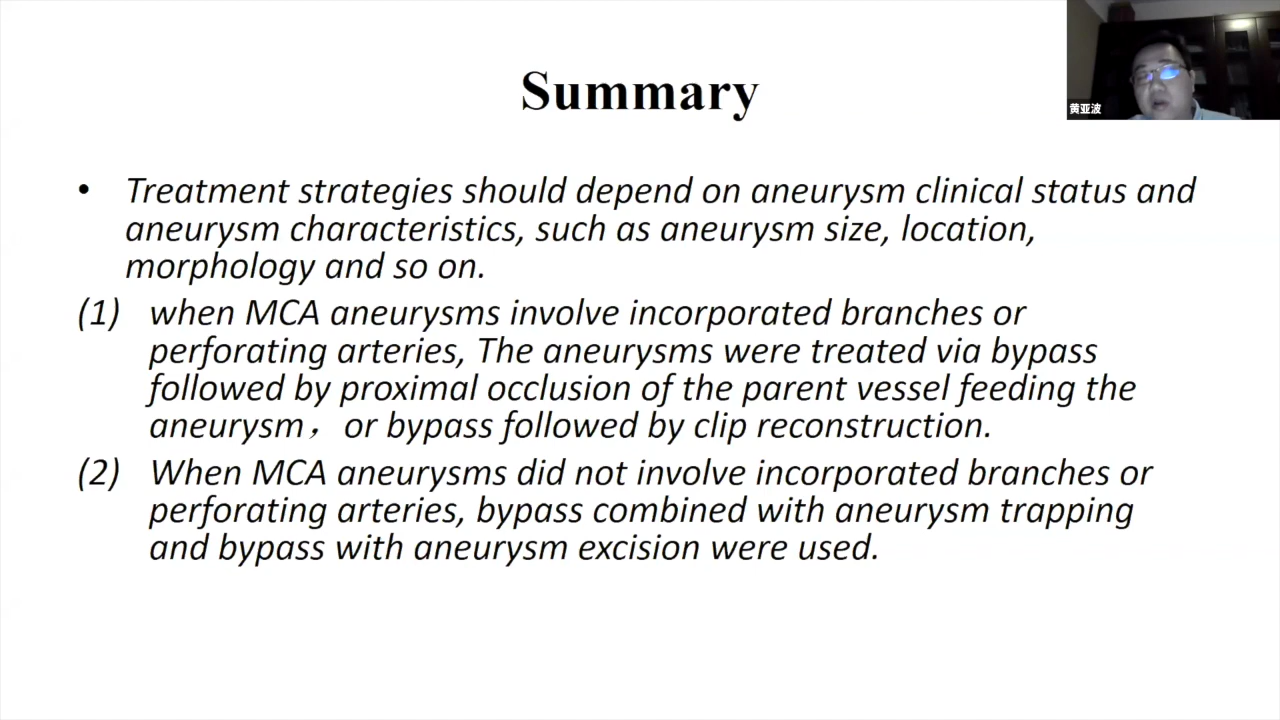 Summary
黄亚波
• Treatment strategies should depend on aneurysm clinical status and
aneurysm characteristics, such as aneurysm size, location,
morphology and so on.
(1) when MCA aneurysms involve incorporated branches or
perforating arteries, The aneurysms were treated via bypass
followed by proximal occlusion of the parent vessel feeding the
aneurysm，or bypass followed by clip reconstruction.
(2) When MCA aneurysms did not involve incorporated branches or
perforating arteries, bypass combined with aneurysm trapping
and bypass with aneurysm excision were used.